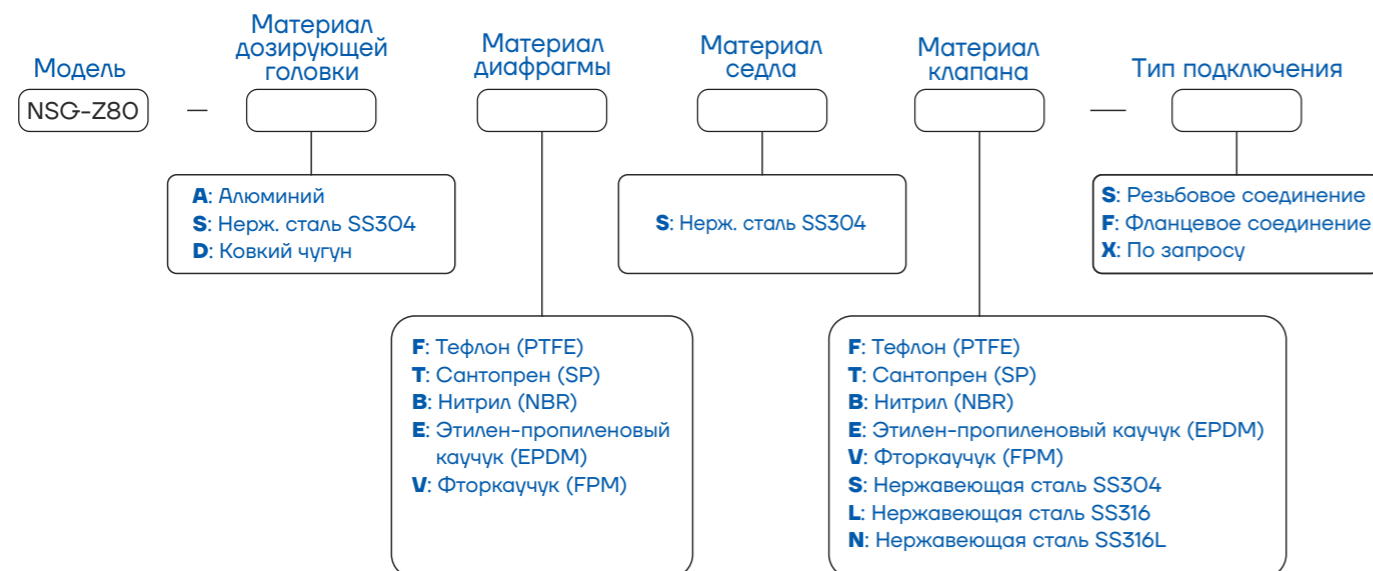 Модель
NSG-Z80
—
Материал
дозирующей
головки
A: Алюминий
S: Нерж. сталь SS304
D: Ковкий чугун
Материал
диафрагмы
F: Тефлон (PTFE)
T: Сантопрен (SP)
B: Нитрил (NBR)
E: Этилен-пропиленовый
каучук (EPDM)
V: Фторкаучук (FPM)
Материал
седла
S: Нерж. сталь SS304
Материал
клапана
F: Тефлон (PTFE)
T: Сантопрен (SP)
B: Нитрил (NBR)
E: Этилен-пропиленовый каучук (EPDM)
V: Фторкаучук (FPM)
S: Нержавеющая сталь SS304
L: Нержавеющая сталь SS316
N: Нержавеющая сталь SS316L
—
Тип подключения
S: Резьбовое соединение
F: Фланцевое соединение
X: По запросу